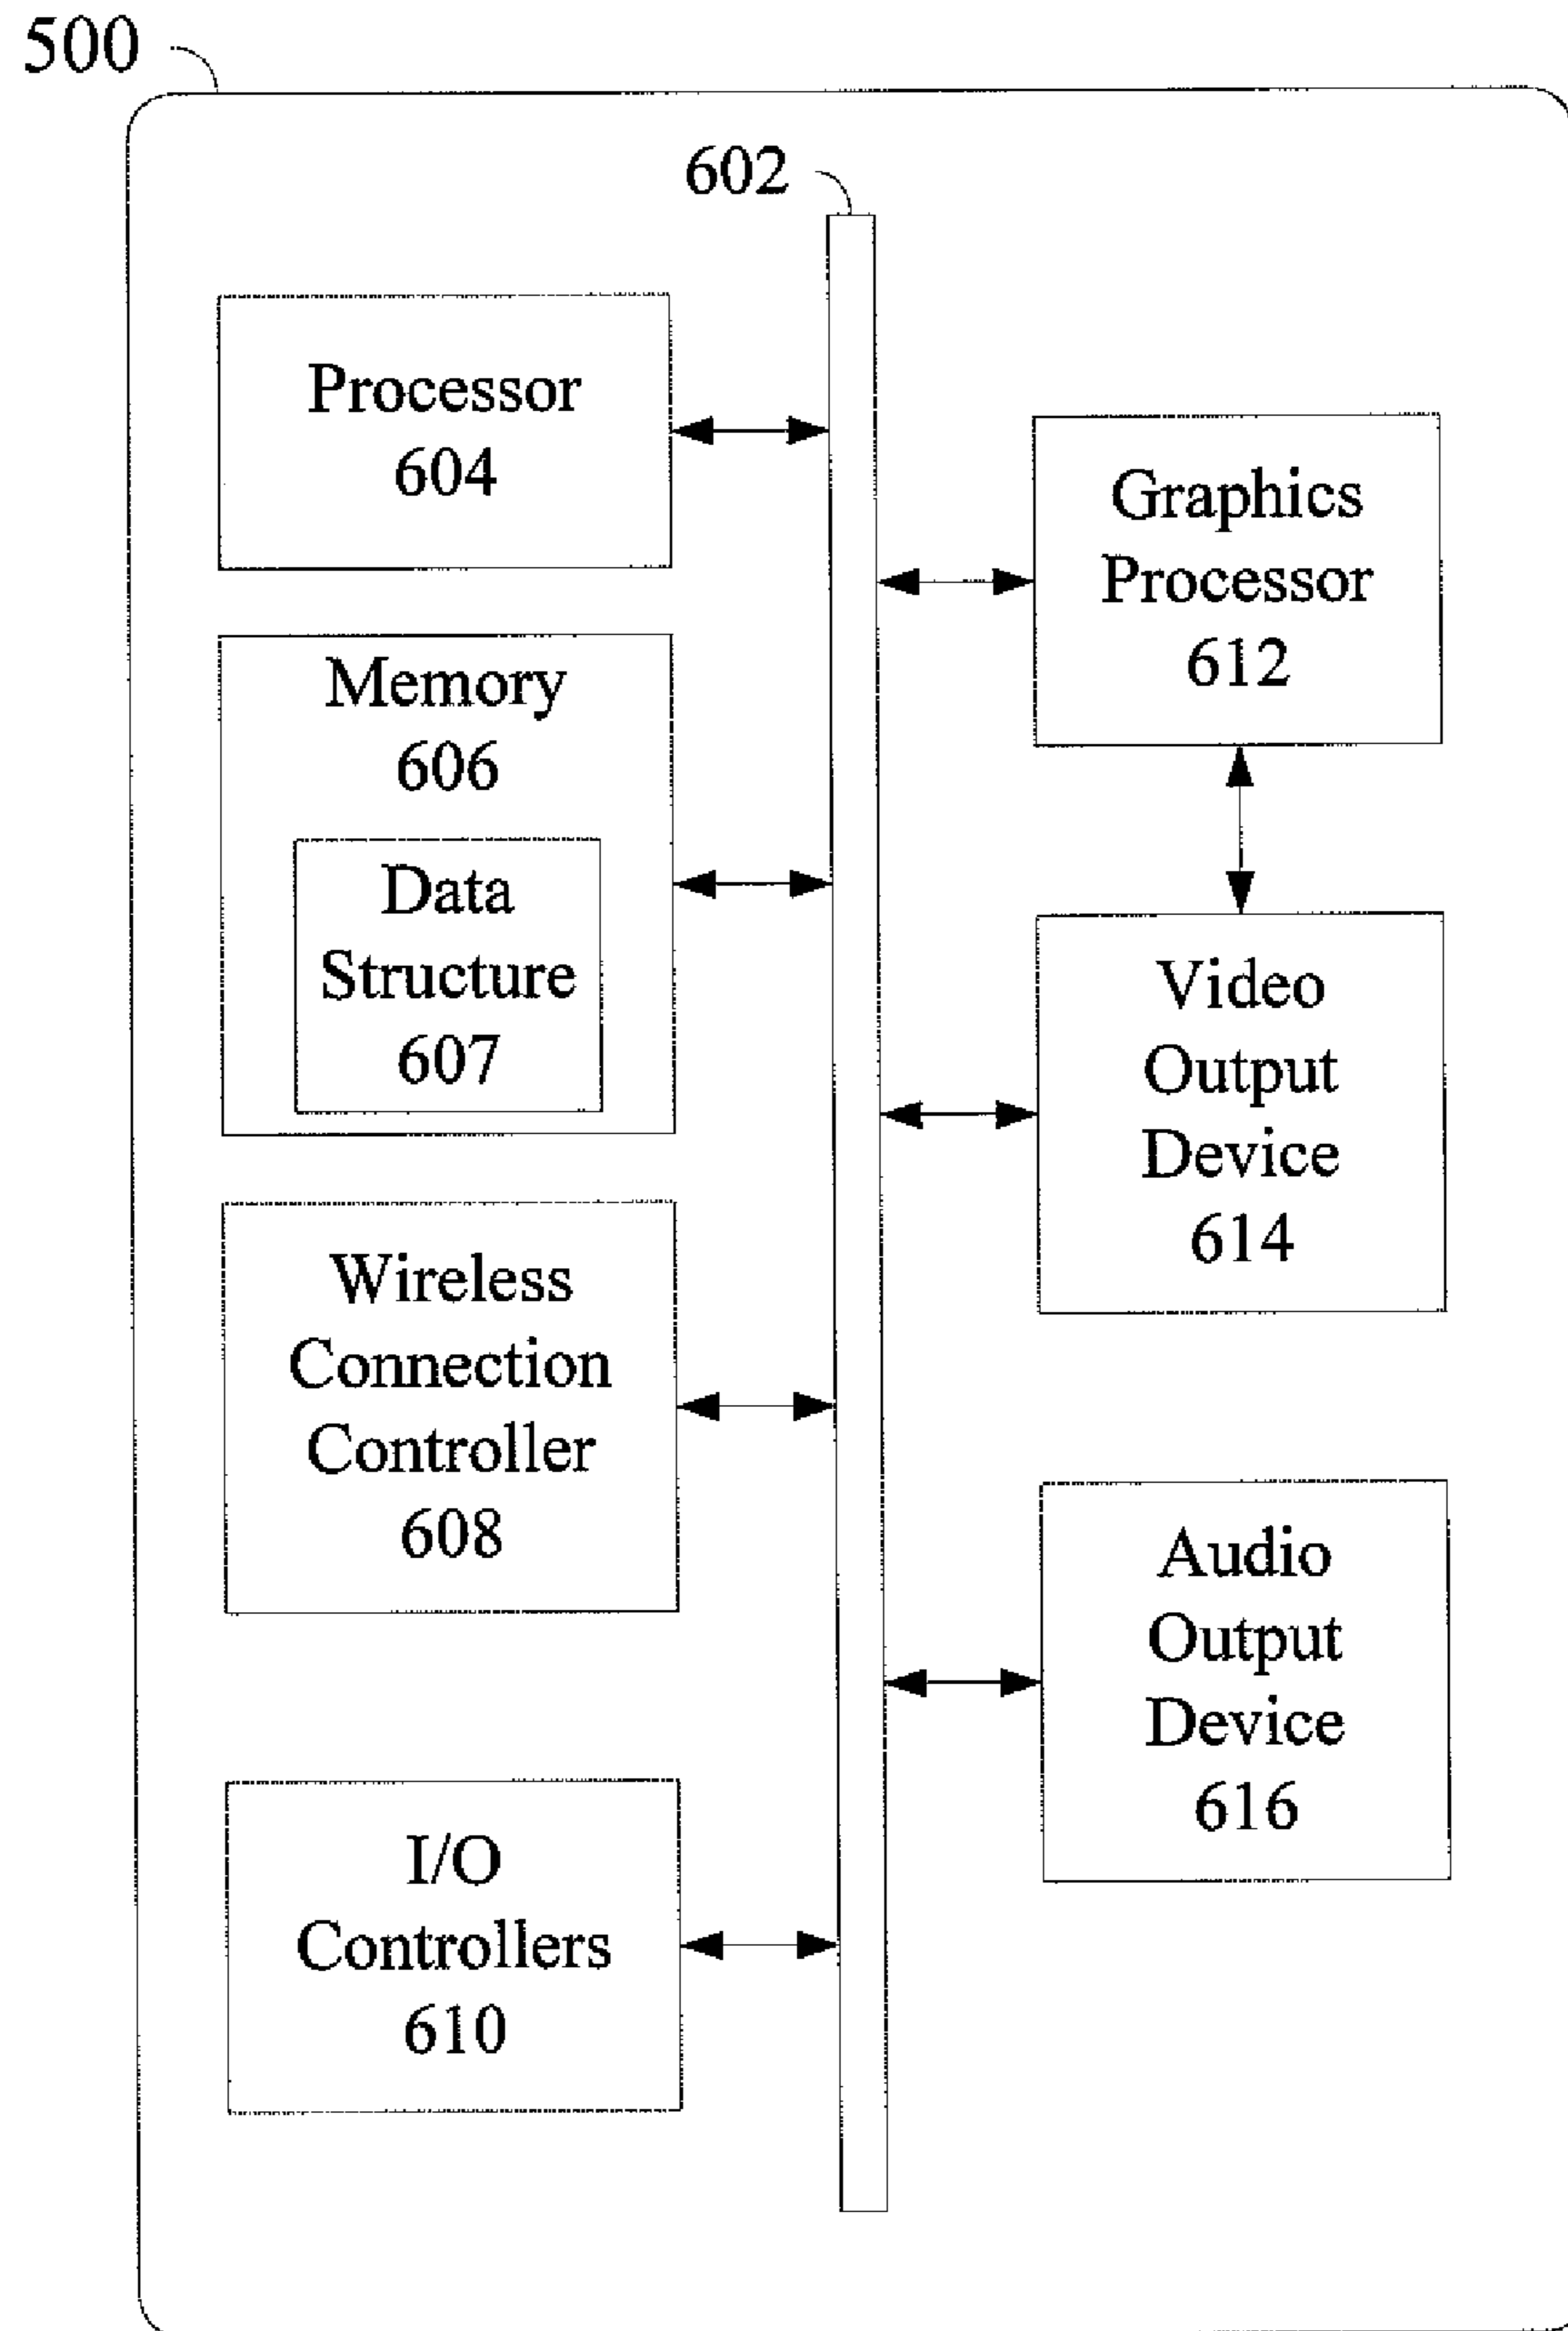 500
602
Processor
604
Memory
606
Data
Structure
607
Wireless
Connection
Controller
608
I/O
Controllers
610
Graphics
Processor
612
Video
Output
Device
614
Audio
Output
Device
616